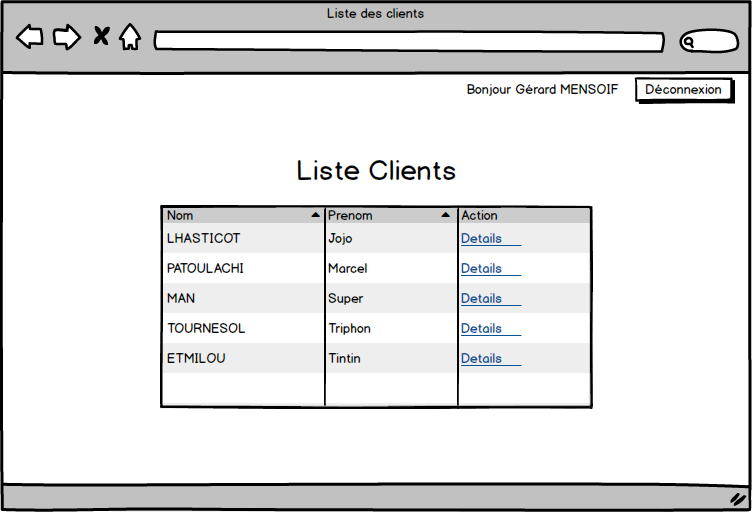 Liste des clients
Bonjour Gérard MENSOIF Déconnexion
Liste Clients
Nom Prenom Action
LHASTICOT Jojo Details
PATOULACHI Marcel Details
MAN Super Details
TOURNESOL Triphon Details
ETMILOU Tintin Details